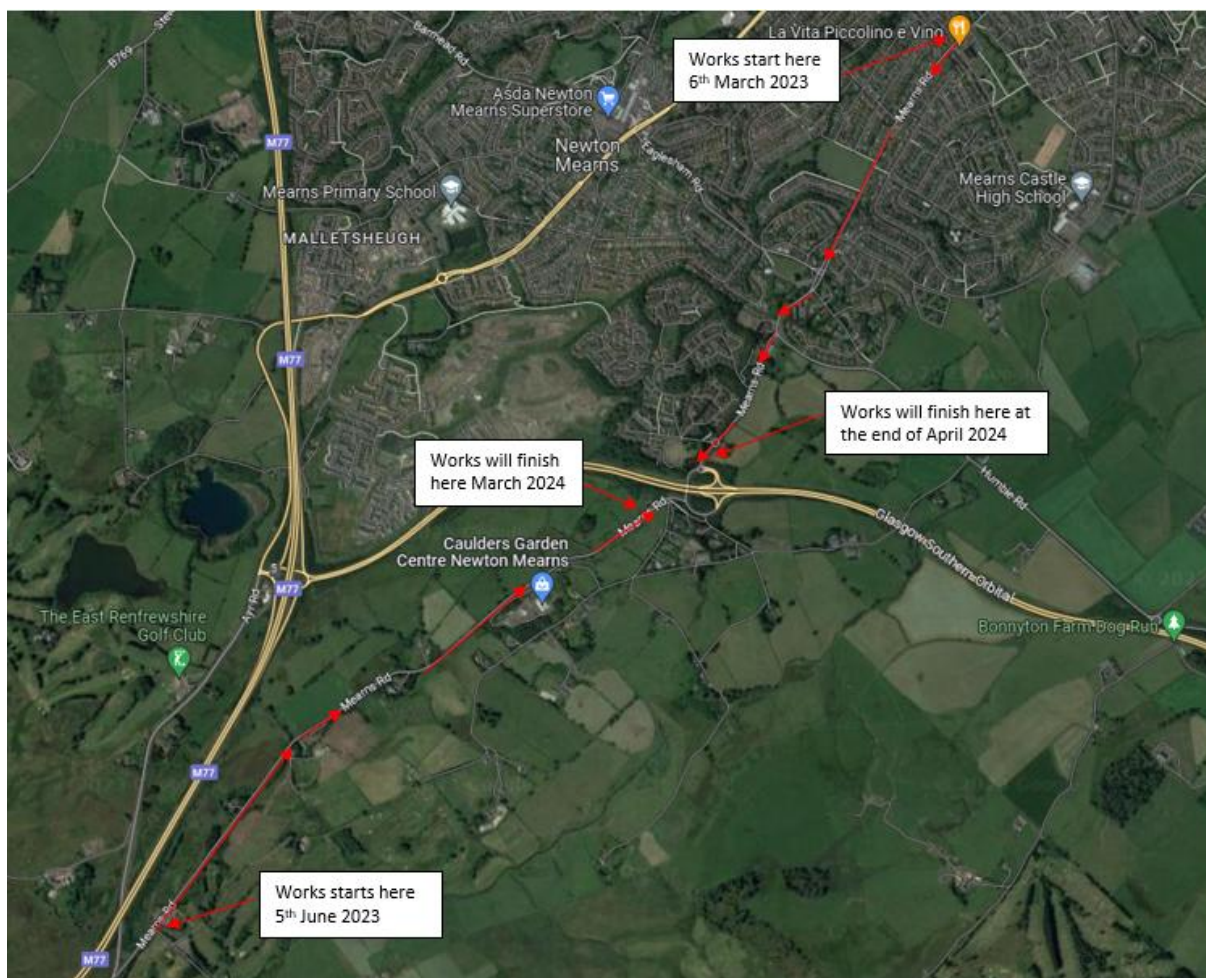 Barrhead Rd
La Vita Piccolino e Vino
B769
Works start here
6th March 2023
Mearns Rd
Asda Newton
Mearns Superstore
M77
Newton
Mearns
Eaglesham Rd
Mearns Primary School
Mearns Castle
High School
MALLETSHEUGH
M77
Mearns Rd
Works will finish here at
the end of April 2024
Works will finish
here March 2024
Humbie Rd
Mearns Rd
Glasgow Southern Orbital
Caulders Garden
Centre Newton Mearns
M77
Ayr Rd
The East Renfrewshire
Golf Club
Bonnyton Farm Dog Run
Mearns Rd
M77
Works starts here
5th June 2023
Mearns Rd
M77